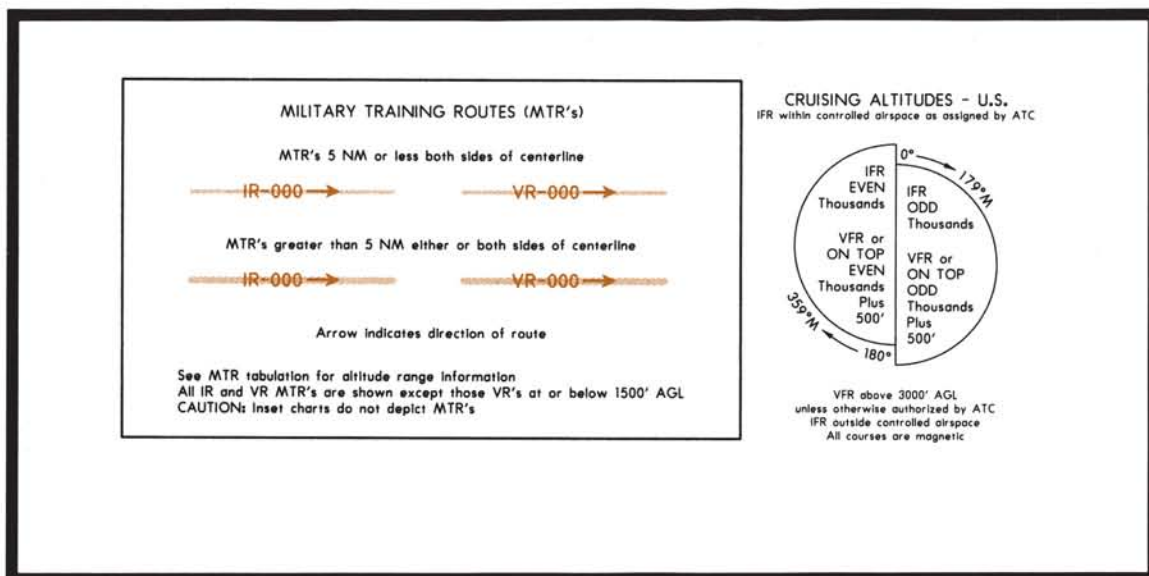 MILITARY TRAINING ROUTES (MTR's)
MTR's 5 NM or less both sides of centerline
IR-000 VR-000
MTR's greater than 5 NM either or both sides of centerline
IR-000 VR-000
Arrow indicates direction of route
See MTR tabulation for altitude range information
All IR and VR MTR's are shown except those VR's at or below 1500' AGL
CAUTION: Inset charts do not depict MTR's
CRUISING ALTITUDES - U.S.
IFR within controlled airspace as assigned by ATC
0°
179°M
IFR
EVEN
Thousands
VFR or
ON TOP
EVEN
Thousands
Plus
500'
IFR
ODD
Thousands
VFR or
ON TOP
ODD
Thousands
Plus
500'
359°M
180°
VFR above 3000' AGL
unless otherwise authorized by ATC
IFR outside controlled airspace
All courses are magnetic